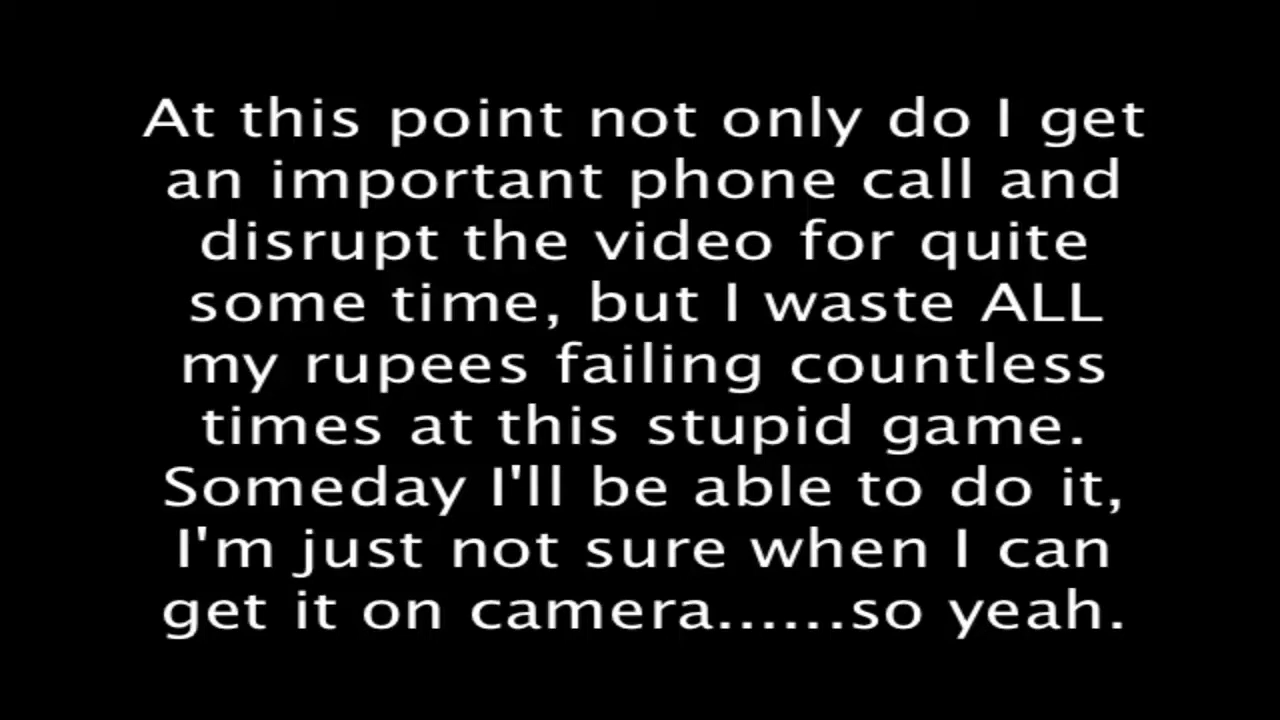 At this point not only do I get
an important phone call and
disrupt the video for quite
some time, but I waste ALL
my rupees failing countless
times at this stupid game.
Someday I'll be able to do it,
I'm just not sure when I can
get it on camera......so yeah.